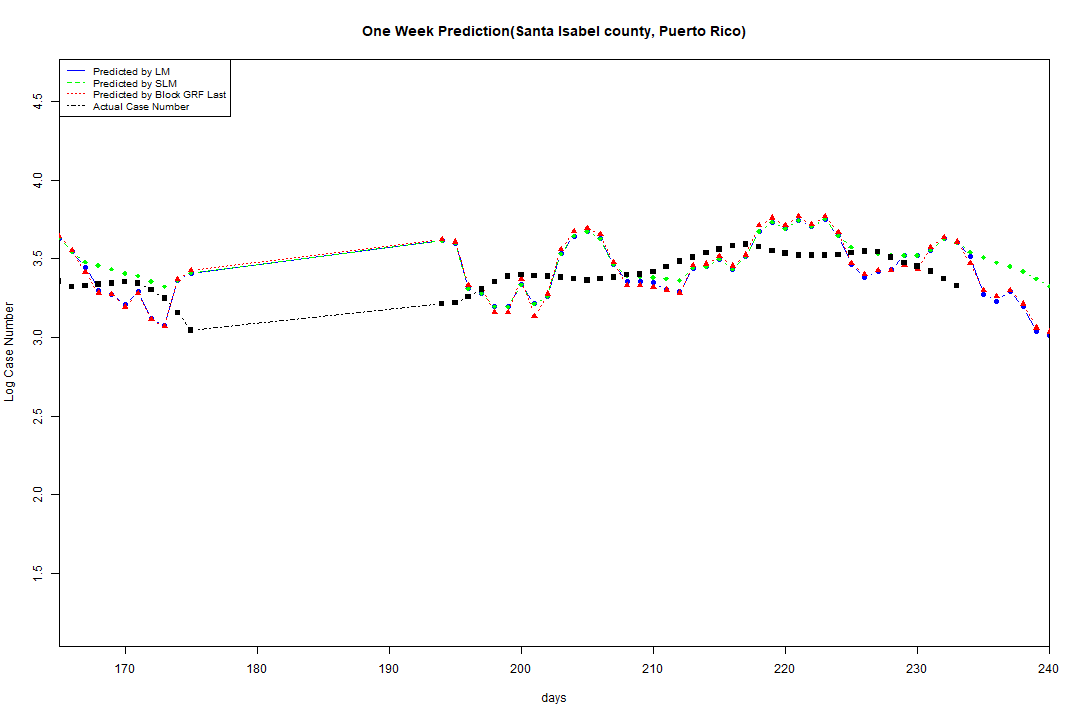 One Week Prediction(Santa Isabel county, Puerto Rico)
Predicted by LM
Predicted by SLM
Predicted by Block GRF Last
Actual Case Number
4.5
4.0
3.5
3.0
2.5
2.0
1.5
Log Case Number
170 180 190 200 210 220 230 240
days